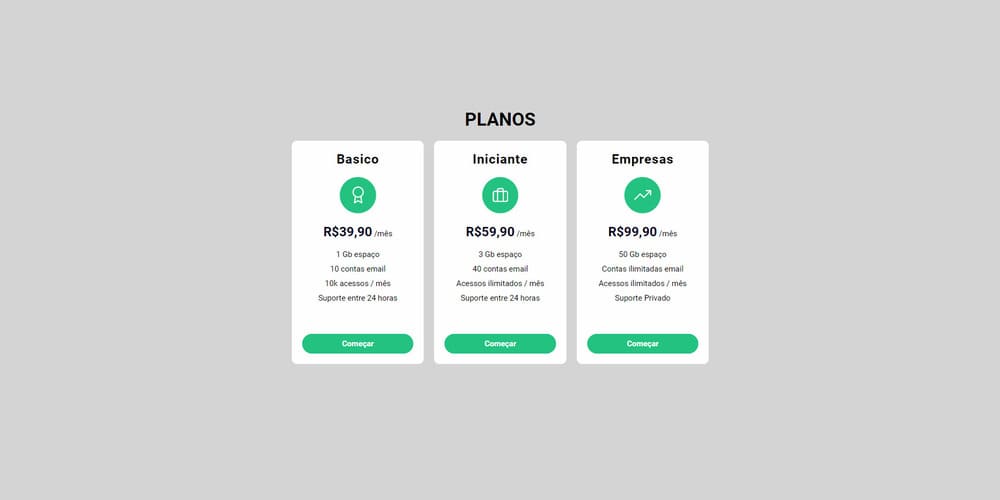 PLANOS
Basico
R$39,90 /mês
1 Gb espaço
10 contas email
10k acessos / mês
Suporte entre 24 horas
Começar
Iniciante
R$59,90 /mês
3 Gb espaço
40 contas email
Acessos ilimitados / mês
Suporte entre 24 horas
Começar
Empresas
R$99,90 /mês
50 Gb espaço
Contas ilimitadas email
Acessos ilimitados / mês
Suporte Privado
Começar